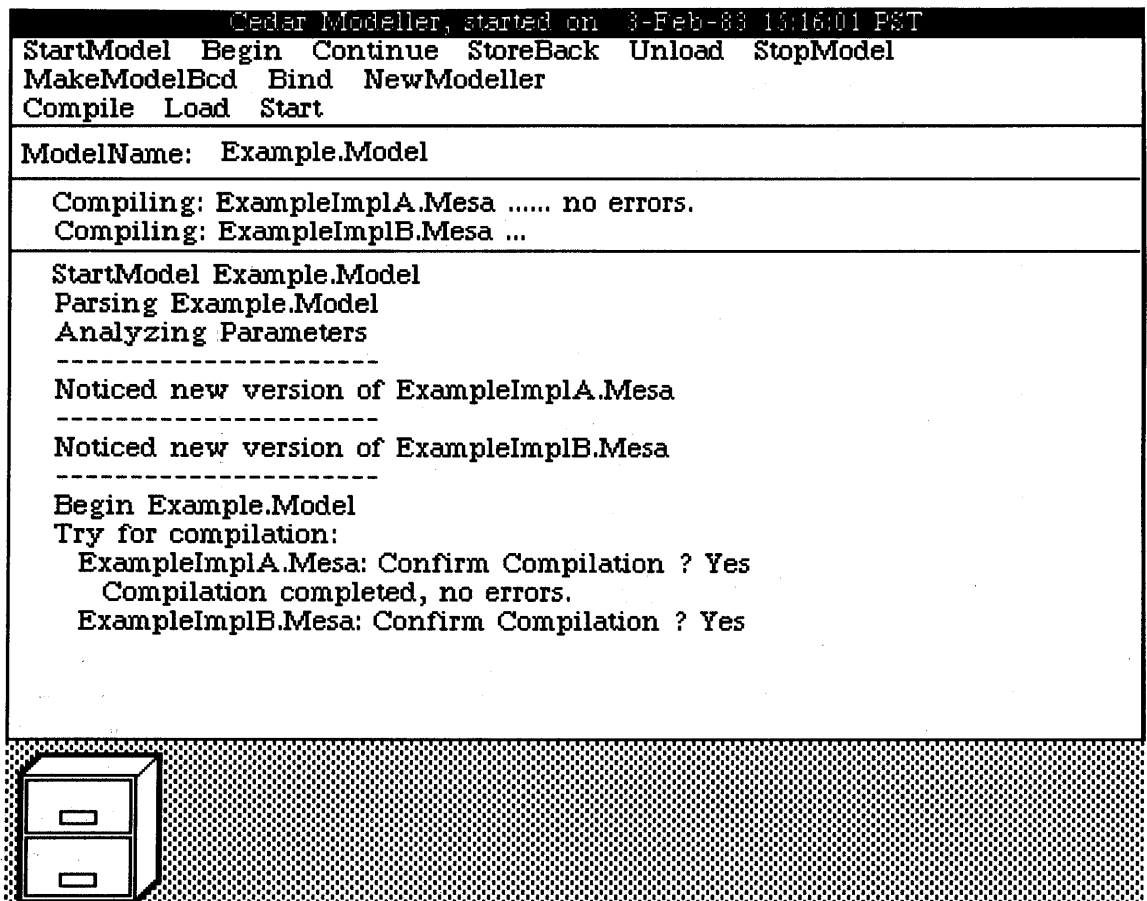 Cedar Modeller, started on 3-Feb-83 15:16:01 PST
StartModel Begin Continue StoreBack Unload StopModel
MakeModelBcd Bind NewModeller
Compile Load Start
ModelName: Example.Model
Compiling: ExampleImplA.Mesa ...... no errors.
Compiling: ExampleImplB.Mesa ...
StartModel Example.Model
Parsing Example.Model
Analyzing Parameters
-----------------------
Noticed new version of ExampleImplA.Mesa
-----------------------
Noticed new version of ExampleImplB.Mesa
-----------------------
Begin Example.Model
Try for compilation:
ExampleImplA.Mesa: Confirm Compilation ? Yes
Compilation completed, no errors.
ExampleImplB.Mesa: Confirm Compilation ? Yes